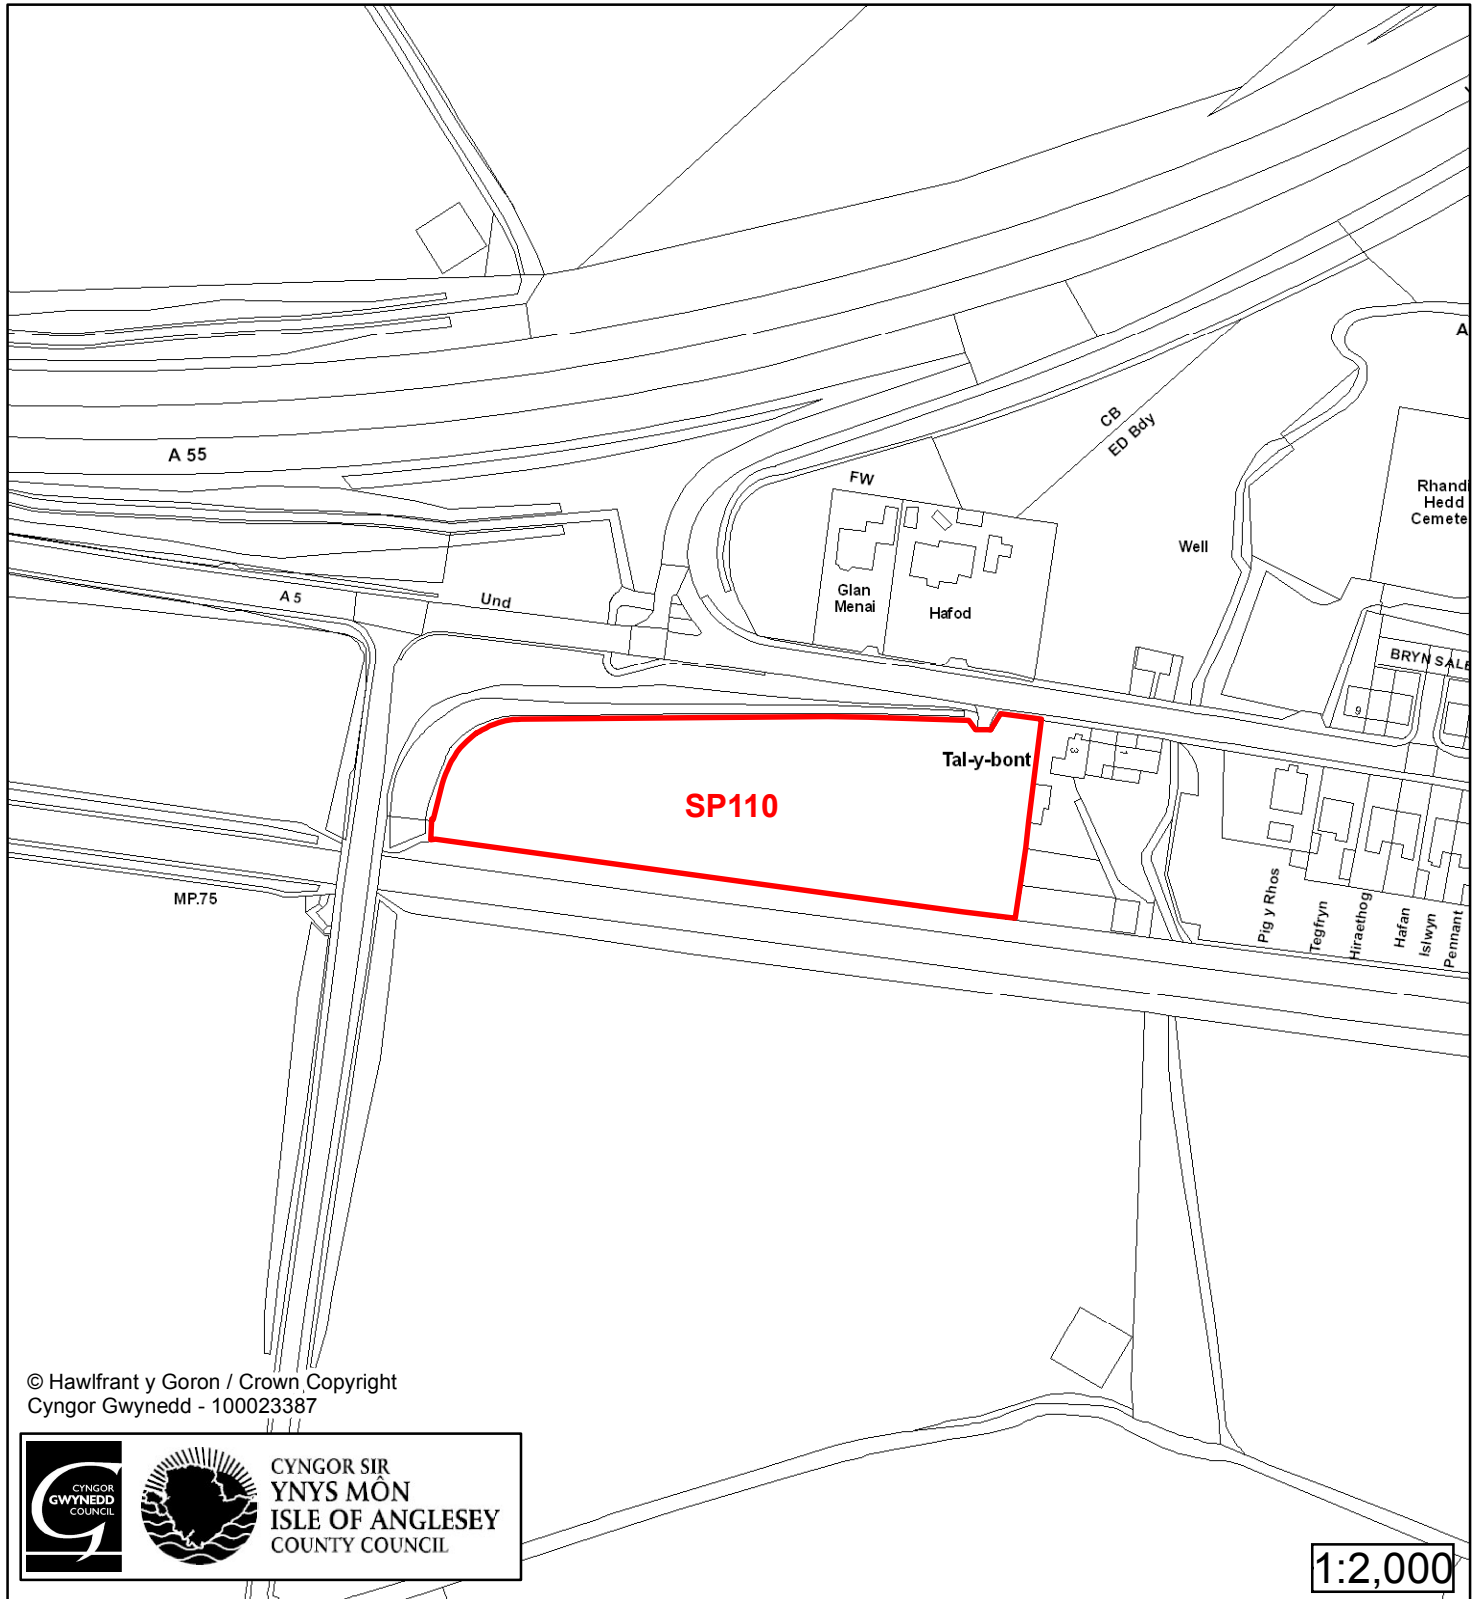 A
A 55
CB
ED Bdy
FW
Rhandi
Hedd
Cemete
Well
Glan
Menai
Hafod
A 5
Und
BRYN SALE
9
Tal-y-bont
3
1
SP110
MP.75
Pig y Rhos
Tegfryn
Hiraethog
Hafan
Islwyn
Pennant
© Hawlfrant y Goron / Crown Copyright
Cyngor Gwynedd - 100023387
CYNGOR
GWYNEDD
COUNCIL
CYNGOR SIR
YNYS MÔN
ISLE OF ANGLESEY
COUNTY COUNCIL
1:2,000